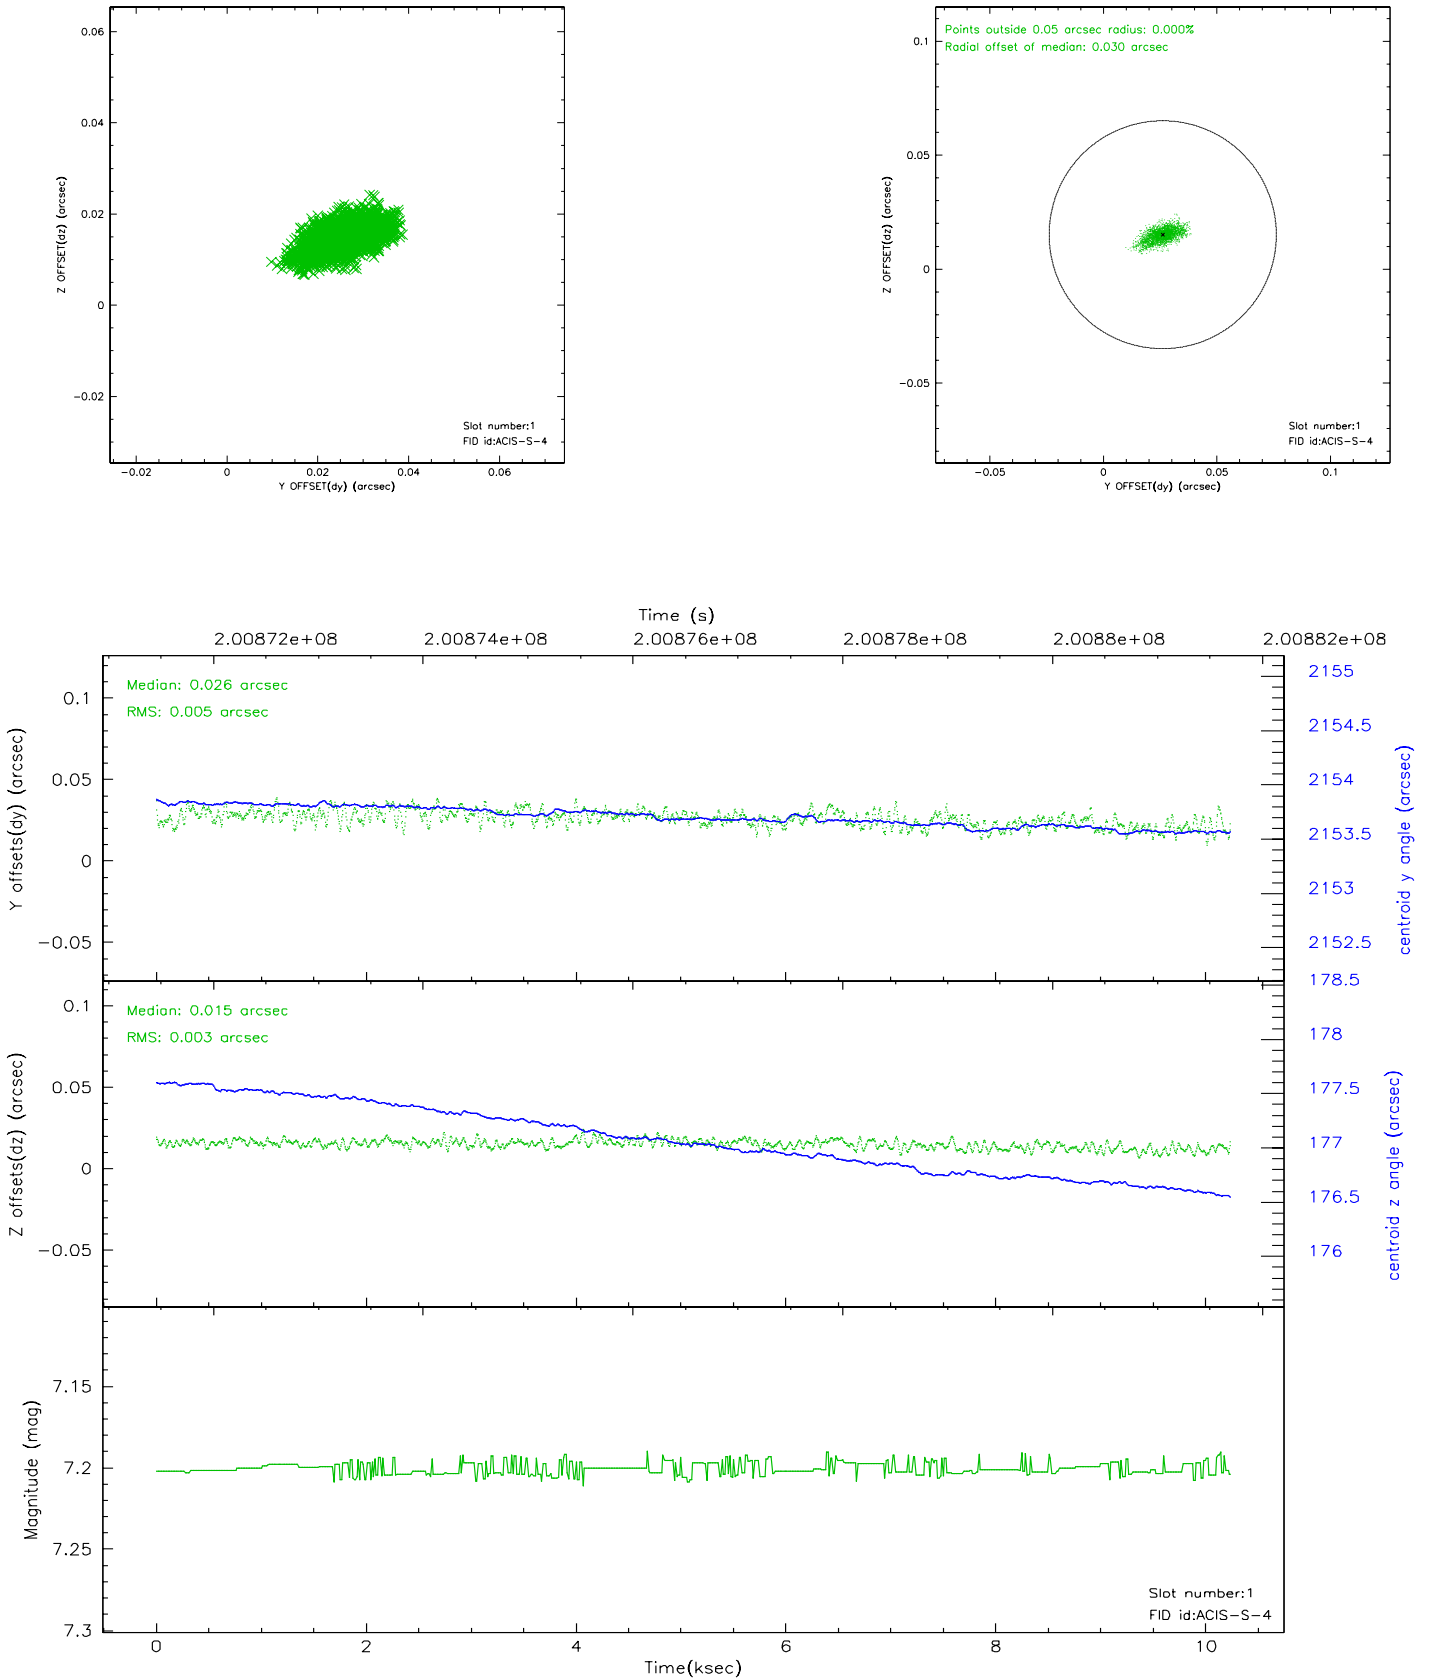 0.06
0.04
0.02
0
−0.02
Z OFFSET(dz) (arcsec)
Slot number:1
FID id:ACIS−S−4
−0.02 0 0.02 0.04 0.06
Y OFFSET(dy) (arcsec)
Points outside 0.05 arcsec radius: 0.000%
Radial offset of median: 0.030 arcsec
0.1
0.05
0
−0.05
Z OFFSET(dz) (arcsec)
Slot number:1
FID id:ACIS−S−4
−0.05 0 0.05 0.1
Y OFFSET(dy) (arcsec)
Time (s)
2.00872e+08 2.00874e+08 2.00876e+08 2.00878e+08 2.0088e+08 2.00882e+08
Median: 0.026 arcsec
RMS: 0.005 arcsec
0.1
0.05
0
−0.05
Y offsets(dy) (arcsec)
2155
2154.5
2154
2153.5
2153
2152.5
centroid y angle (arcsec)
Median: 0.015 arcsec
RMS: 0.003 arcsec
0.1
0.05
0
−0.05
Z offsets(dz) (arcsec)
178.5
178
177.5
177
176.5
176
centroid z angle (arcsec)
7.15
7.2
7.25
7.3
Magnitude (mag)
Slot number:1
FID id:ACIS−S−4
0 2 4 6 8 10
Time(ksec)